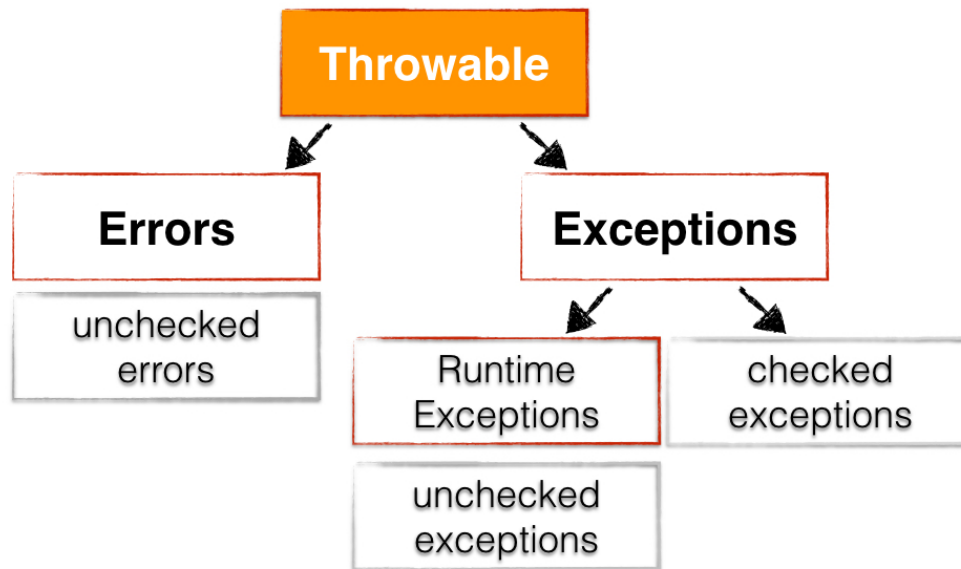 Throwable
Errors
Exceptions
unchecked
errors
Runtime
Exceptions
checked
exceptions
unchecked
exceptions